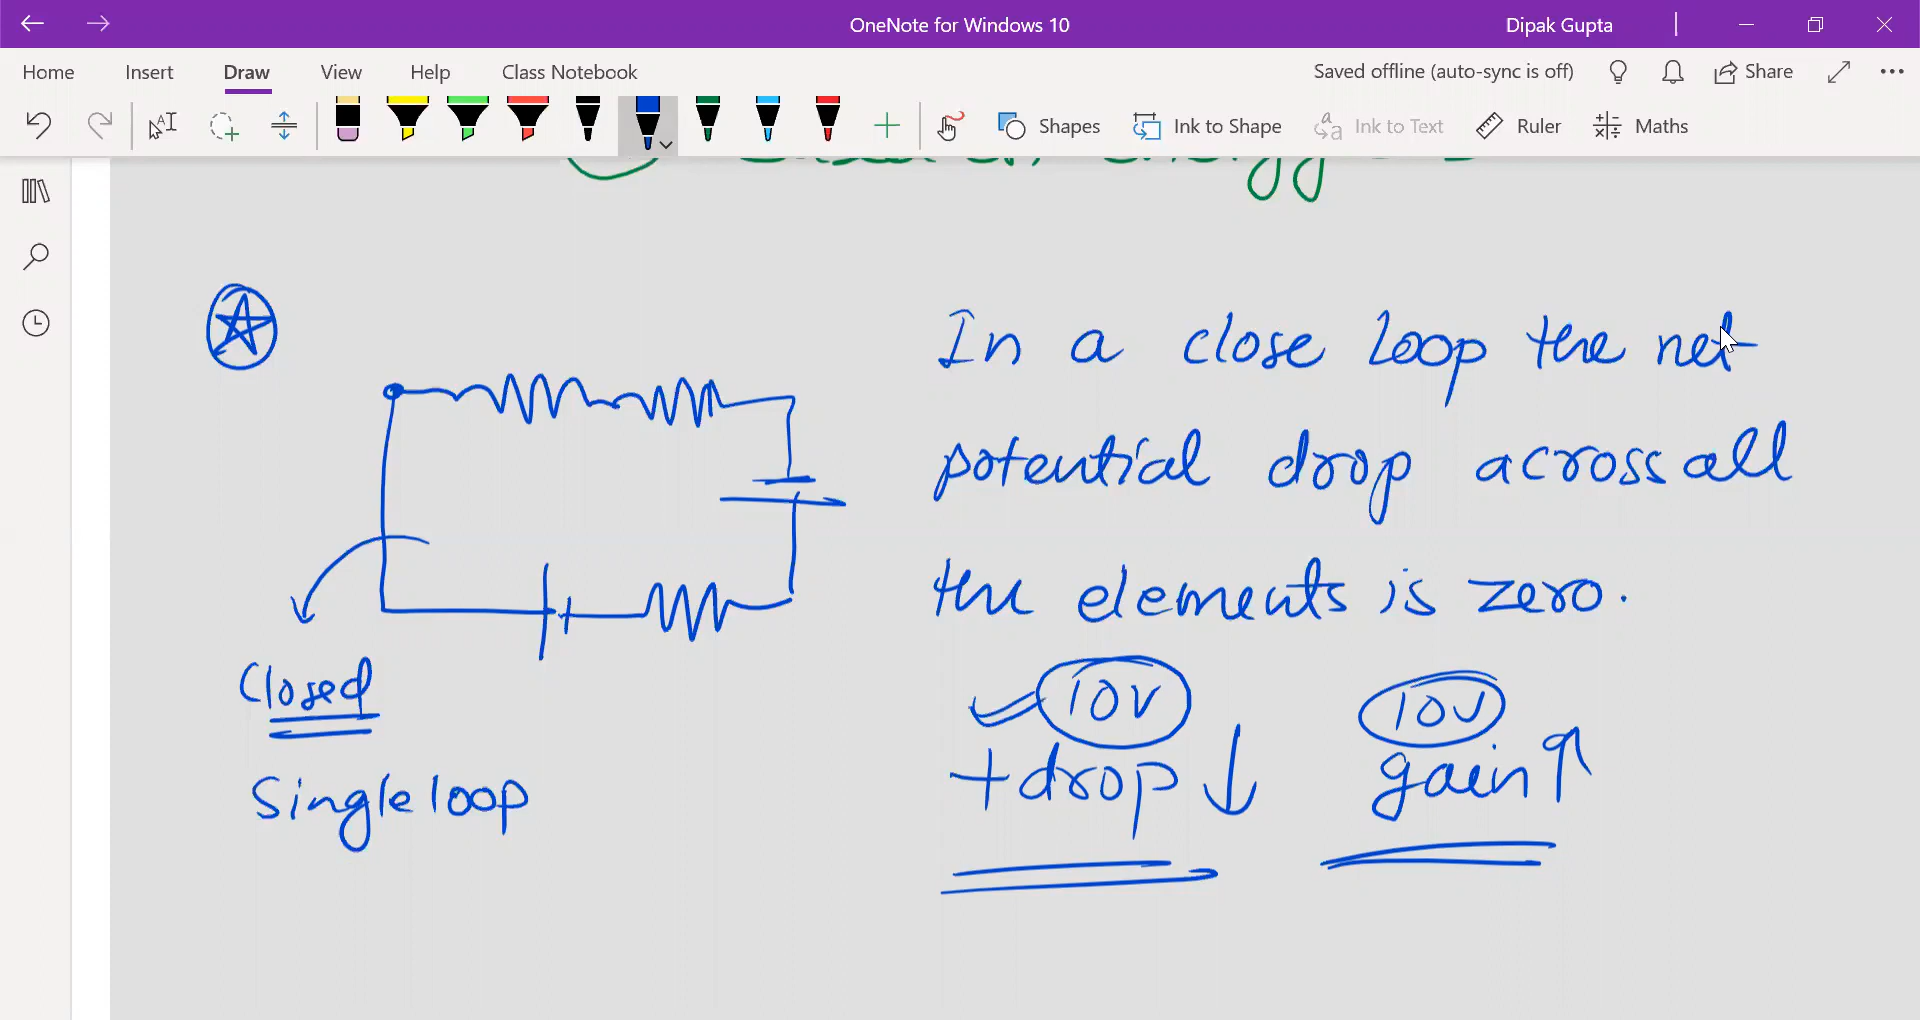 OneNote for Windows 10
Dipak Gupta
Home Insert Draw View Help Class Notebook
Saved offline (auto-sync is off)
Share
Shapes
Ink to Shape
Ink to Text
Ruler
Maths
In a close loop the net
potential drop across all
the elements is zero.
Closed
Single loop
10V
+drop ↓
10V
gain ↑